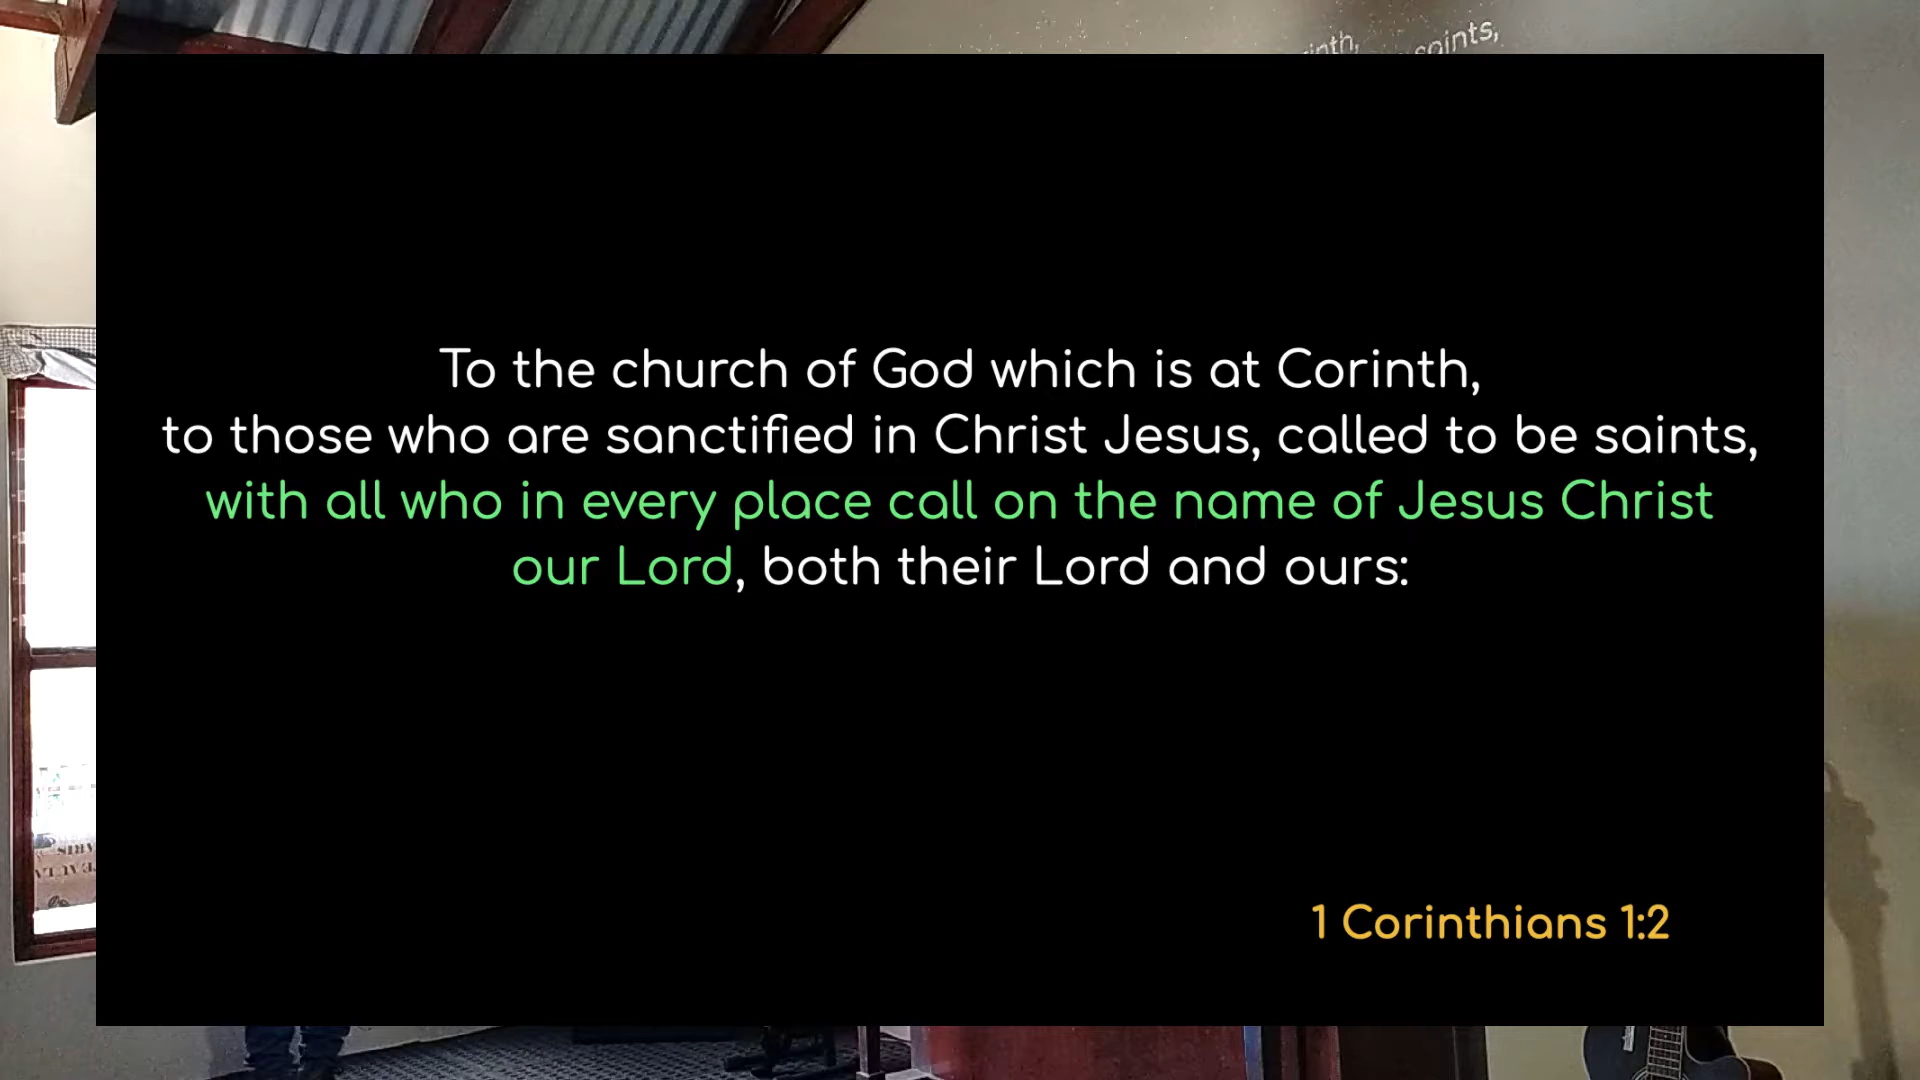 inth,
saints,
To the church of God which is at Corinth,
to those who are sanctified in Christ Jesus, called to be saints,
with all who in every place call on the name of Jesus Christ
our Lord, both their Lord and ours:
1 Corinthians 1:2